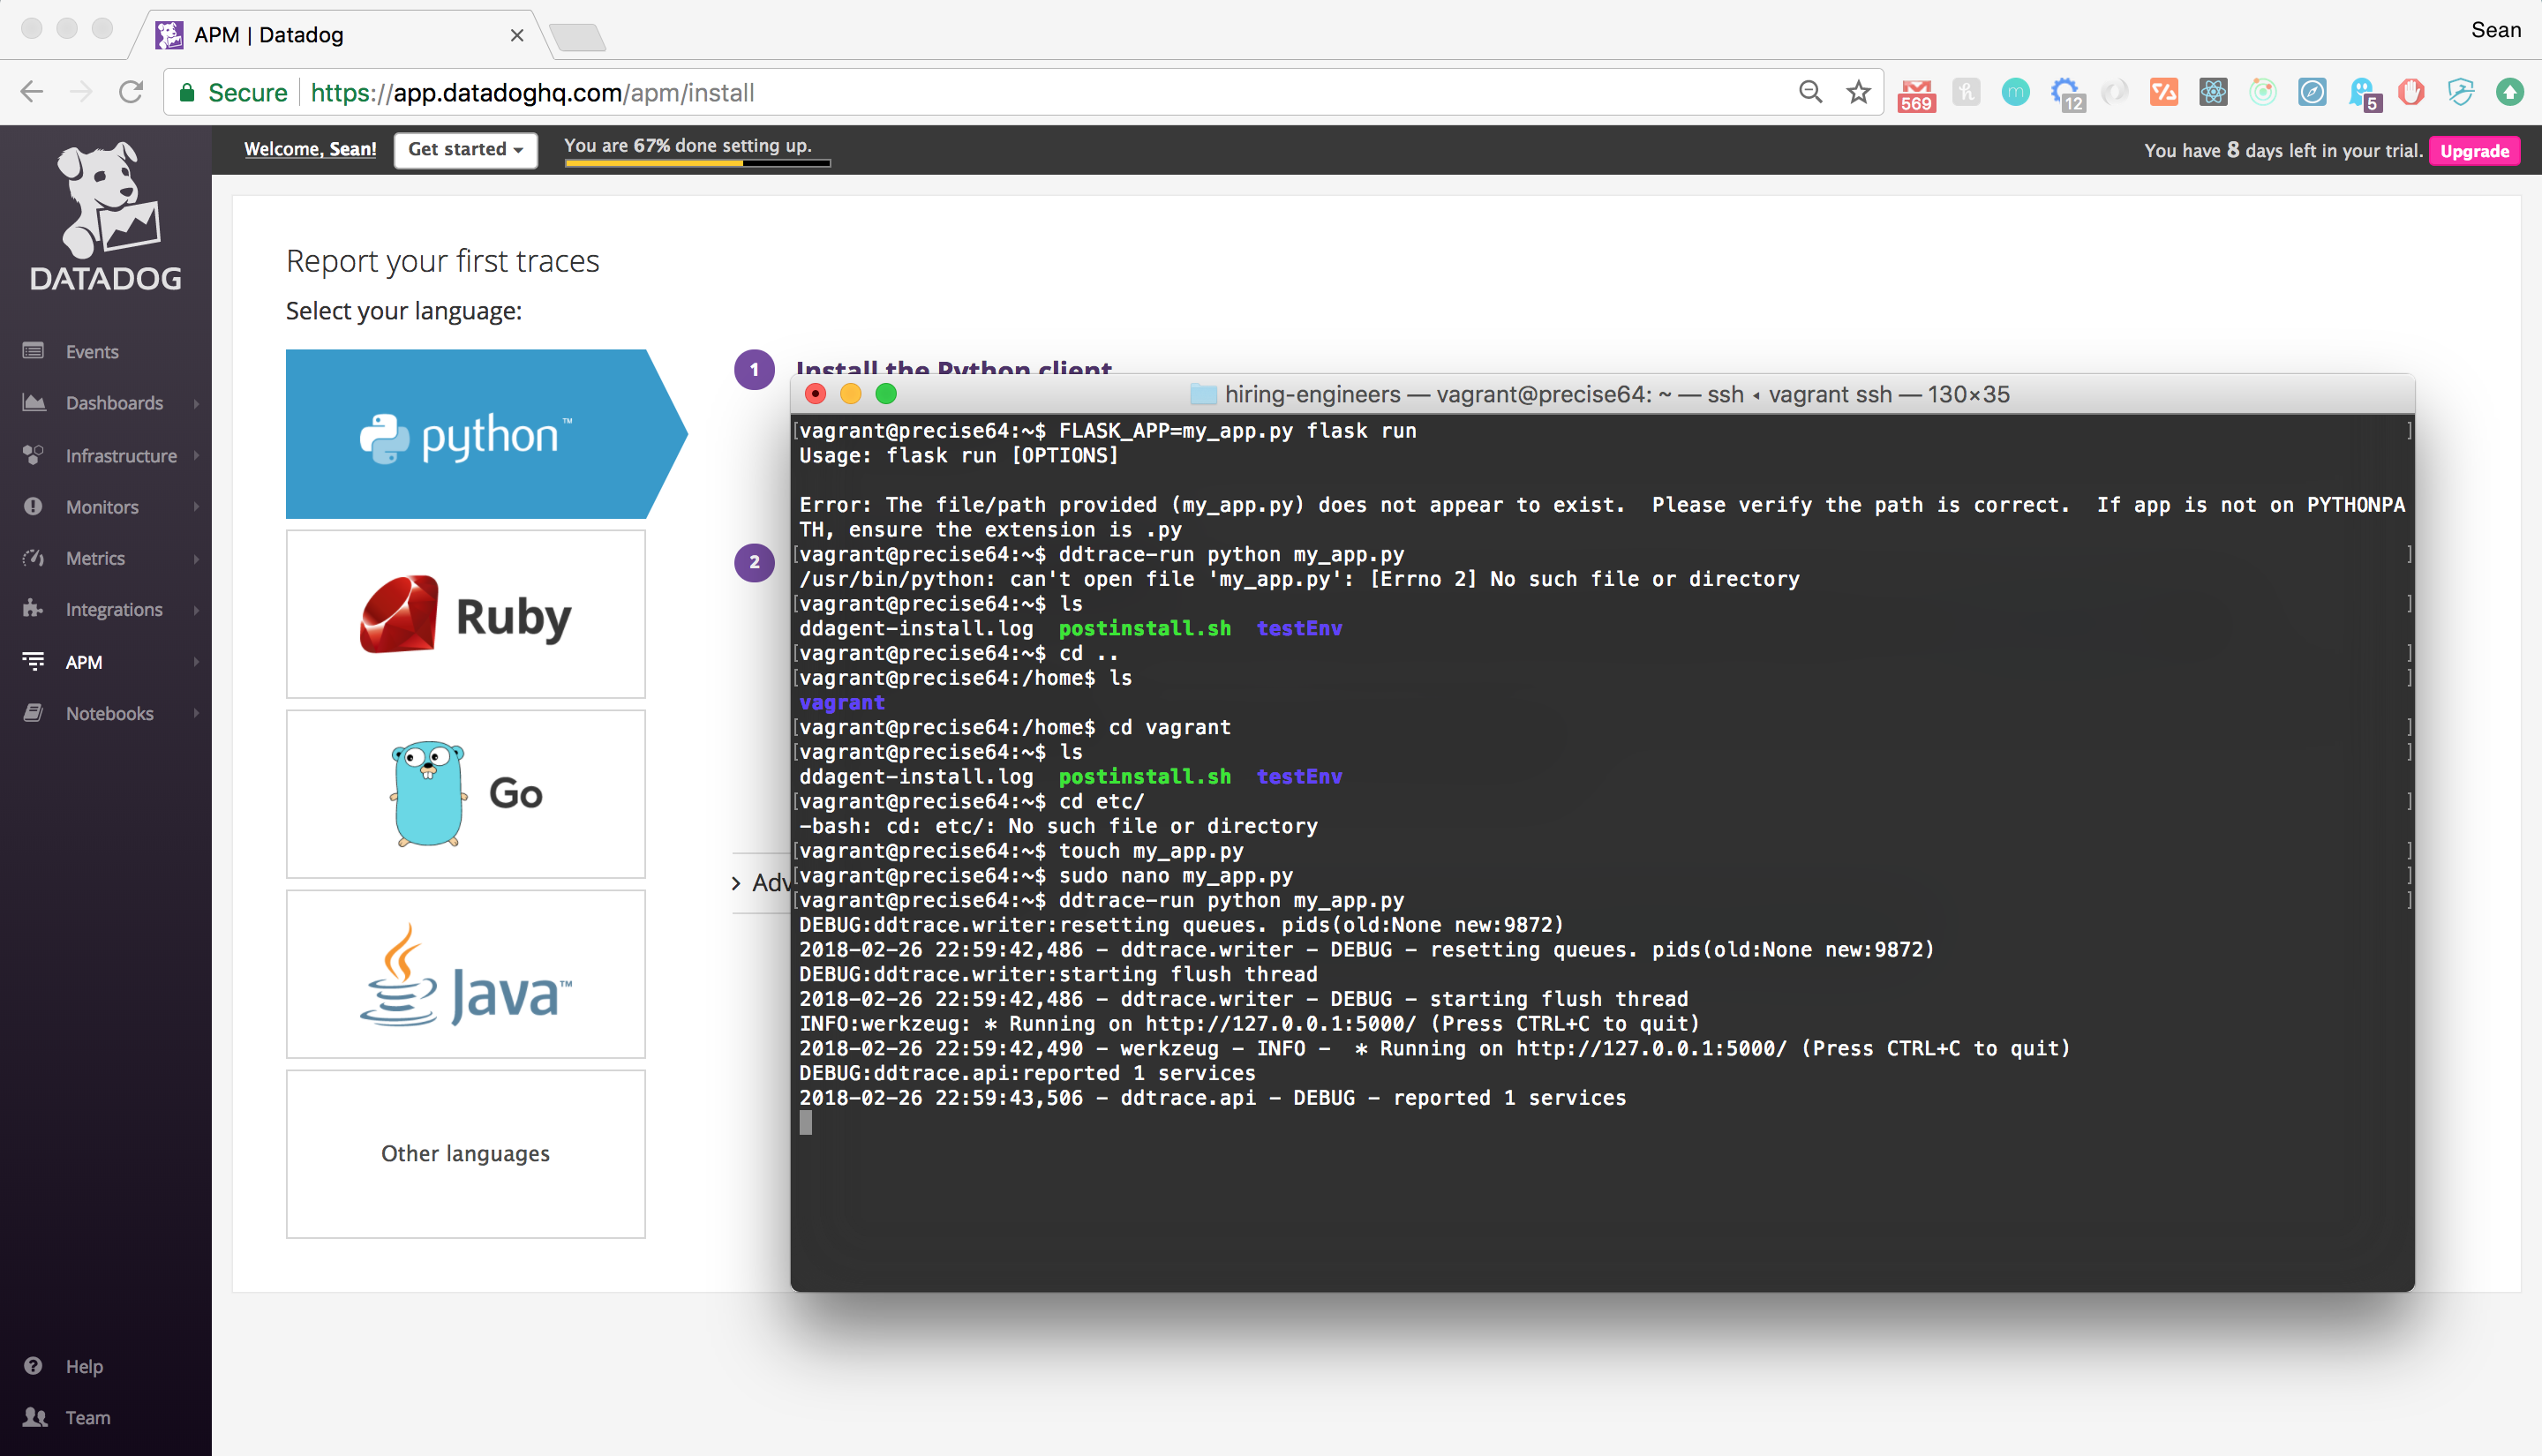 APM | Datadog
Sean
Secure https://app.datadoghq.com/apm/install
569
12
5
Welcome, Sean!
Get started
You are 67% done setting up.
You have 8 days left in your trial.
Upgrade
DATADOG
Events
Dashboards
Infrastructure
Monitors
Metrics
Integrations
APM
Notebooks
Help
Team
Report your first traces
Select your language:
python™
Ruby
Go
Java™
Other languages
1 Install the Python client
2
Adv
hiring-engineers — vagrant@precise64: ~ — ssh ◂ vagrant ssh — 130×35
[vagrant@precise64:~$ FLASK_APP=my_app.py flask run ]
Usage: flask run [OPTIONS]
Error: The file/path provided (my_app.py) does not appear to exist.  Please verify the path is correct.  If app is not on PYTHONPA
TH, ensure the extension is .py
[vagrant@precise64:~$ ddtrace-run python my_app.py ]
/usr/bin/python: can't open file 'my_app.py': [Errno 2] No such file or directory
[vagrant@precise64:~$ ls ]
ddagent-install.log  postinstall.sh  testEnv
[vagrant@precise64:~$ cd .. ]
[vagrant@precise64:/home$ ls ]
vagrant
[vagrant@precise64:/home$ cd vagrant ]
[vagrant@precise64:~$ ls ]
ddagent-install.log  postinstall.sh  testEnv
[vagrant@precise64:~$ cd etc/ ]
-bash: cd: etc/: No such file or directory
[vagrant@precise64:~$ touch my_app.py ]
[vagrant@precise64:~$ sudo nano my_app.py ]
[vagrant@precise64:~$ ddtrace-run python my_app.py ]
DEBUG:ddtrace.writer:resetting queues. pids(old:None new:9872)
2018-02-26 22:59:42,486 - ddtrace.writer - DEBUG - resetting queues. pids(old:None new:9872)
DEBUG:ddtrace.writer:starting flush thread
2018-02-26 22:59:42,486 - ddtrace.writer - DEBUG - starting flush thread
INFO:werkzeug: * Running on http://127.0.0.1:5000/ (Press CTRL+C to quit)
2018-02-26 22:59:42,490 - werkzeug - INFO -  * Running on http://127.0.0.1:5000/ (Press CTRL+C to quit)
DEBUG:ddtrace.api:reported 1 services
2018-02-26 22:59:43,506 - ddtrace.api - DEBUG - reported 1 services